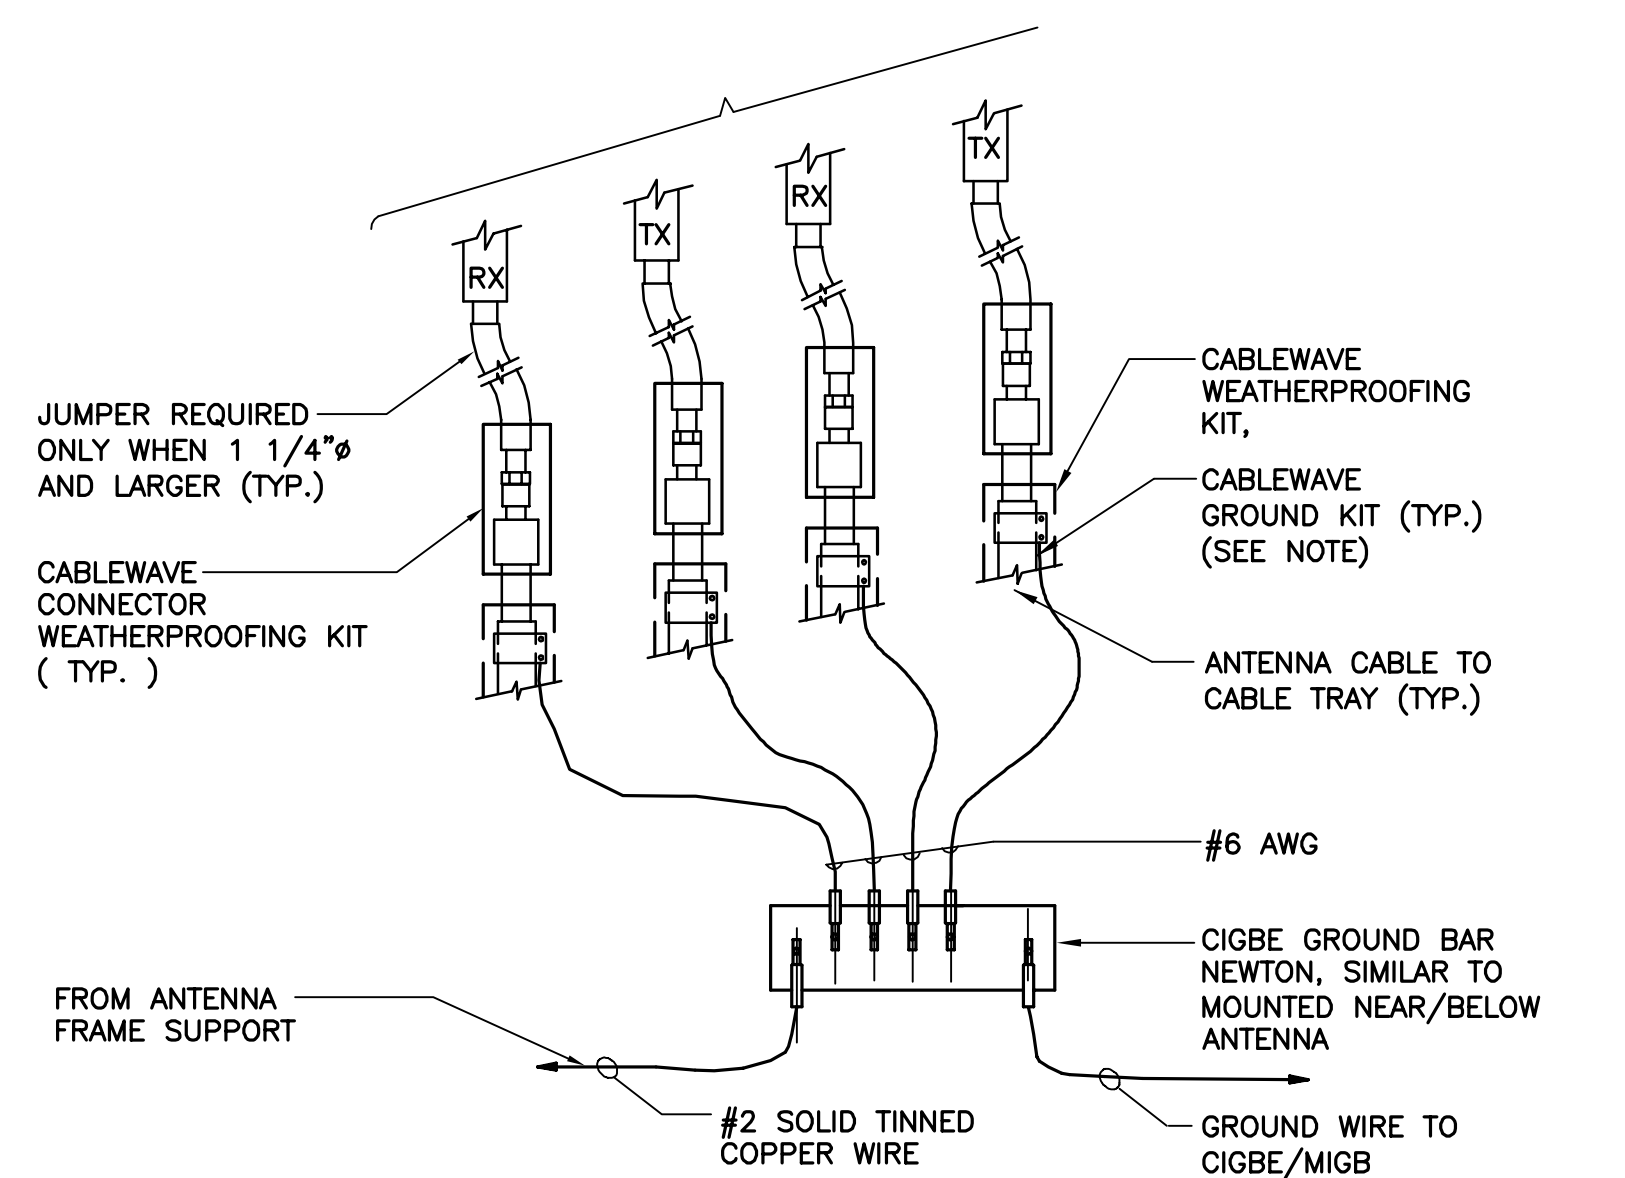 TX
RX
TX
RX
JUMPER REQUIRED
ONLY WHEN 1 1/4"ø
AND LARGER (TYP.)
CABLEWAVE
CONNECTOR
WEATHERPROOFING KIT
( TYP. )
CABLEWAVE
WEATHERPROOFING
KIT,
CABLEWAVE
GROUND KIT (TYP.)
(SEE NOTE)
ANTENNA CABLE TO
CABLE TRAY (TYP.)
#6 AWG
CIGBE GROUND BAR
NEWTON, SIMILAR TO
MOUNTED NEAR/BELOW
ANTENNA
FROM ANTENNA
FRAME SUPPORT
#2 SOLID TINNED
COPPER WIRE
GROUND WIRE TO
CIGBE/MIGB